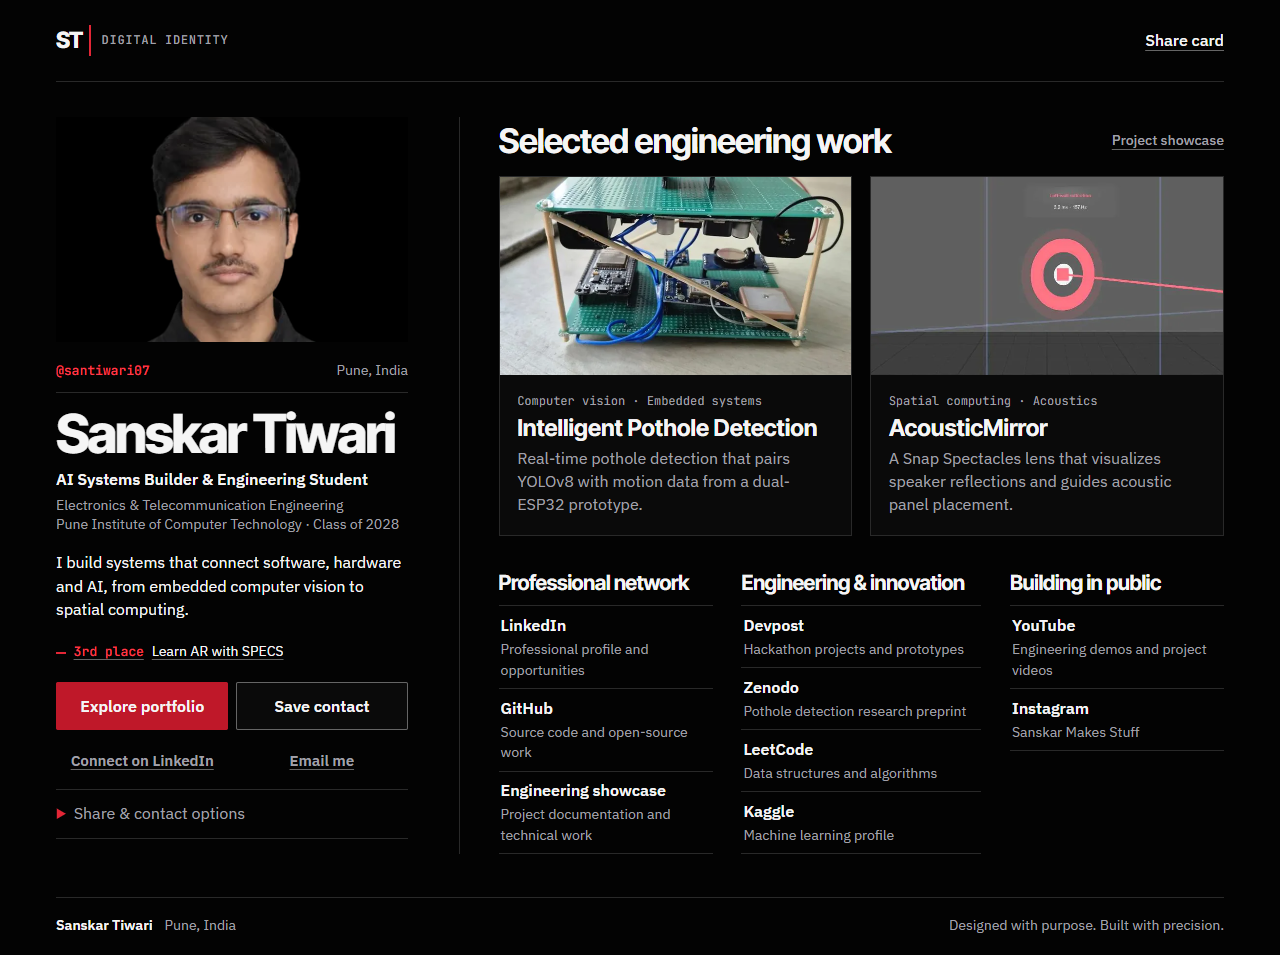 ST
DIGITAL IDENTITY
Share card
@santiwari07
Pune, India
Sanskar Tiwari
AI Systems Builder & Engineering Student
Electronics & Telecommunication Engineering
Pune Institute of Computer Technology · Class of 2028
I build systems that connect software, hardware
and AI, from embedded computer vision to
spatial computing.
— 3rd place Learn AR with SPECS
Explore portfolio
Save contact
Connect on LinkedIn
Email me
Share & contact options
Selected engineering work
Project showcase
Computer vision · Embedded systems
Intelligent Pothole Detection
Real-time pothole detection that pairs
YOLOv8 with motion data from a dual-
ESP32 prototype.
Spatial computing · Acoustics
AcousticMirror
A Snap Spectacles lens that visualizes
speaker reflections and guides acoustic
panel placement.
Professional network
LinkedIn
Professional profile and
opportunities
GitHub
Source code and open-source
work
Engineering showcase
Project documentation and
technical work
Engineering & innovation
Devpost
Hackathon projects and prototypes
Zenodo
Pothole detection research preprint
LeetCode
Data structures and algorithms
Kaggle
Machine learning profile
Building in public
YouTube
Engineering demos and project
videos
Instagram
Sanskar Makes Stuff
Sanskar Tiwari
Pune, India
Designed with purpose. Built with precision.